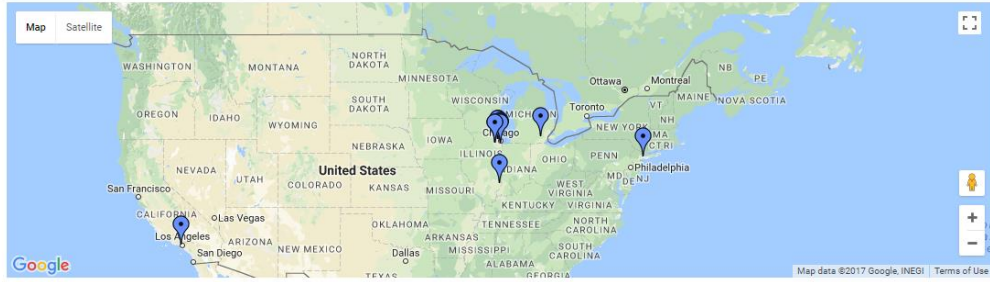 Map Satellite
WASHINGTON
MONTANA
NORTH
DAKOTA
MINNESOTA
Ottawa
Montreal
NB
PE
OREGON
IDAHO
WYOMING
SOUTH
DAKOTA
WISCONSIN
MICHIGAN
Toronto
VT
MAINE
NOVA SCOTIA
NH
NEW YORK
MA
CT RI
NEBRASKA
IOWA
Chicago
ILLINOIS
INDIANA
OHIO
PENN
Philadelphia
MD
DE
NJ
NEVADA
UTAH
COLORADO
United States
KANSAS
MISSOURI
WEST
VIRGINIA
KENTUCKY
VIRGINIA
San Francisco
CALIFORNIA
Las Vegas
Los Angeles
San Diego
ARIZONA
NEW MEXICO
OKLAHOMA
ARKANSAS
TENNESSEE
NORTH
CAROLINA
Dallas
MISSISSIPPI
SOUTH
CAROLINA
ALABAMA
TEXAS
GEORGIA
Google
Map data ©2017 Google, INEGI Terms of Use